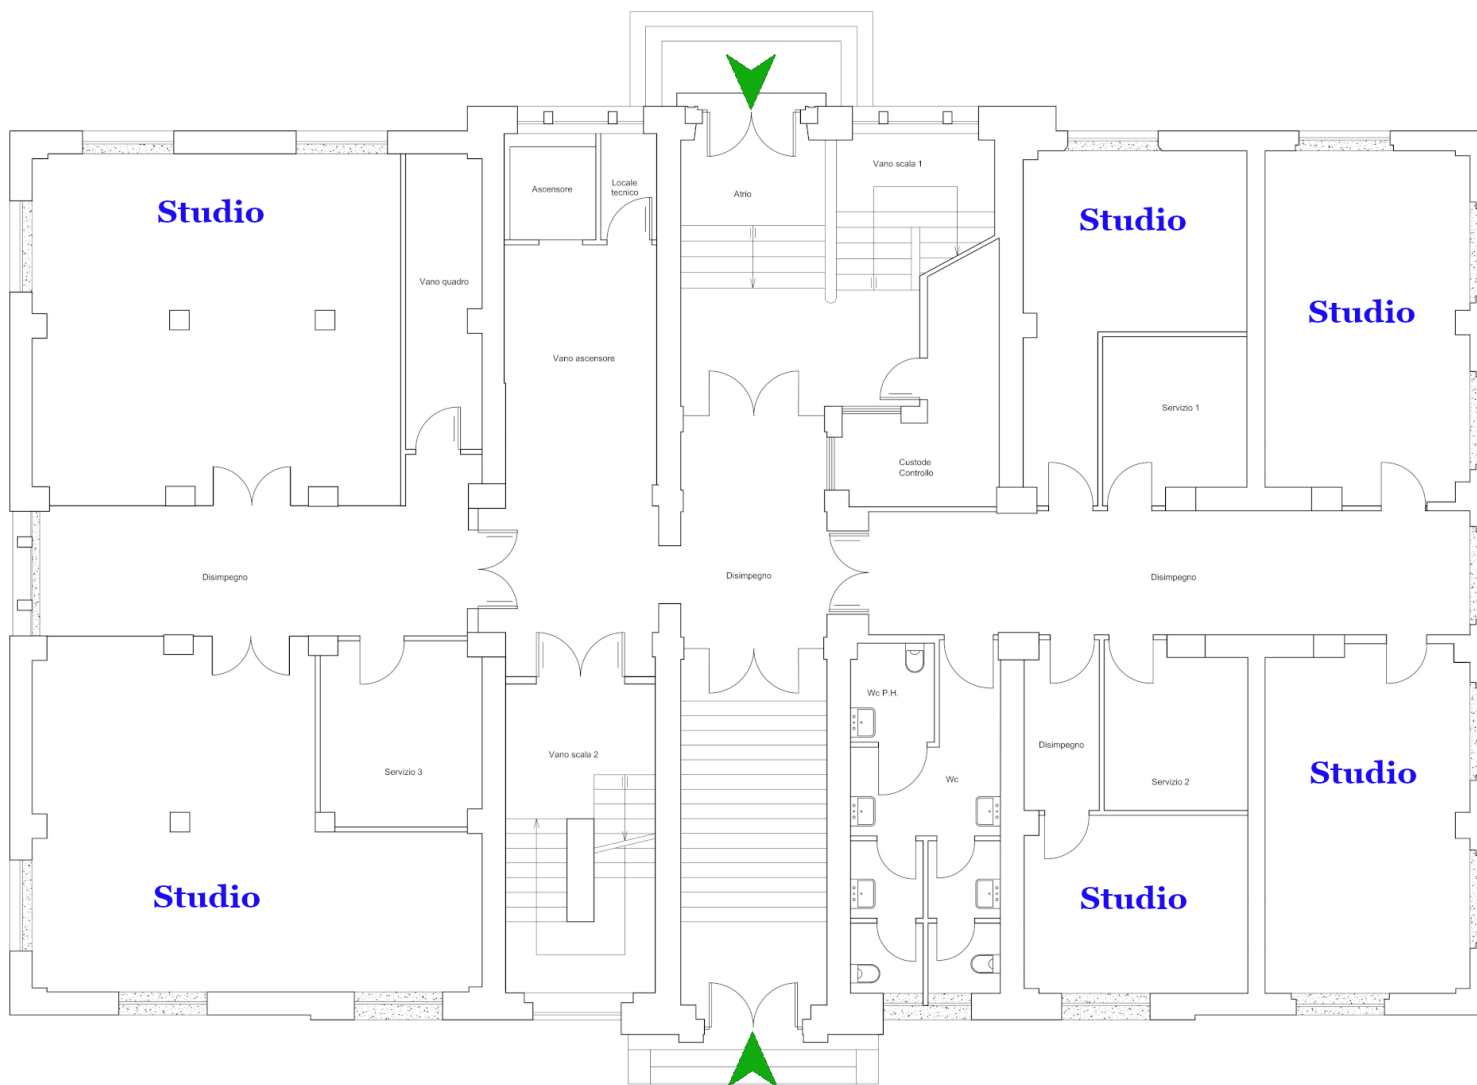 Vano scala 1
Ascensore
Locale
tecnico
Atrio
Studio
Studio
Vano quadro
Studio
Vano ascensore
Servizio 1
Custode
Controllo
Disimpegno
Disimpegno
Disimpegno
Wc P.H.
Disimpegno
Vano scala 2
Servizio 3
Wc
Studio
Servizio 2
Studio
Studio